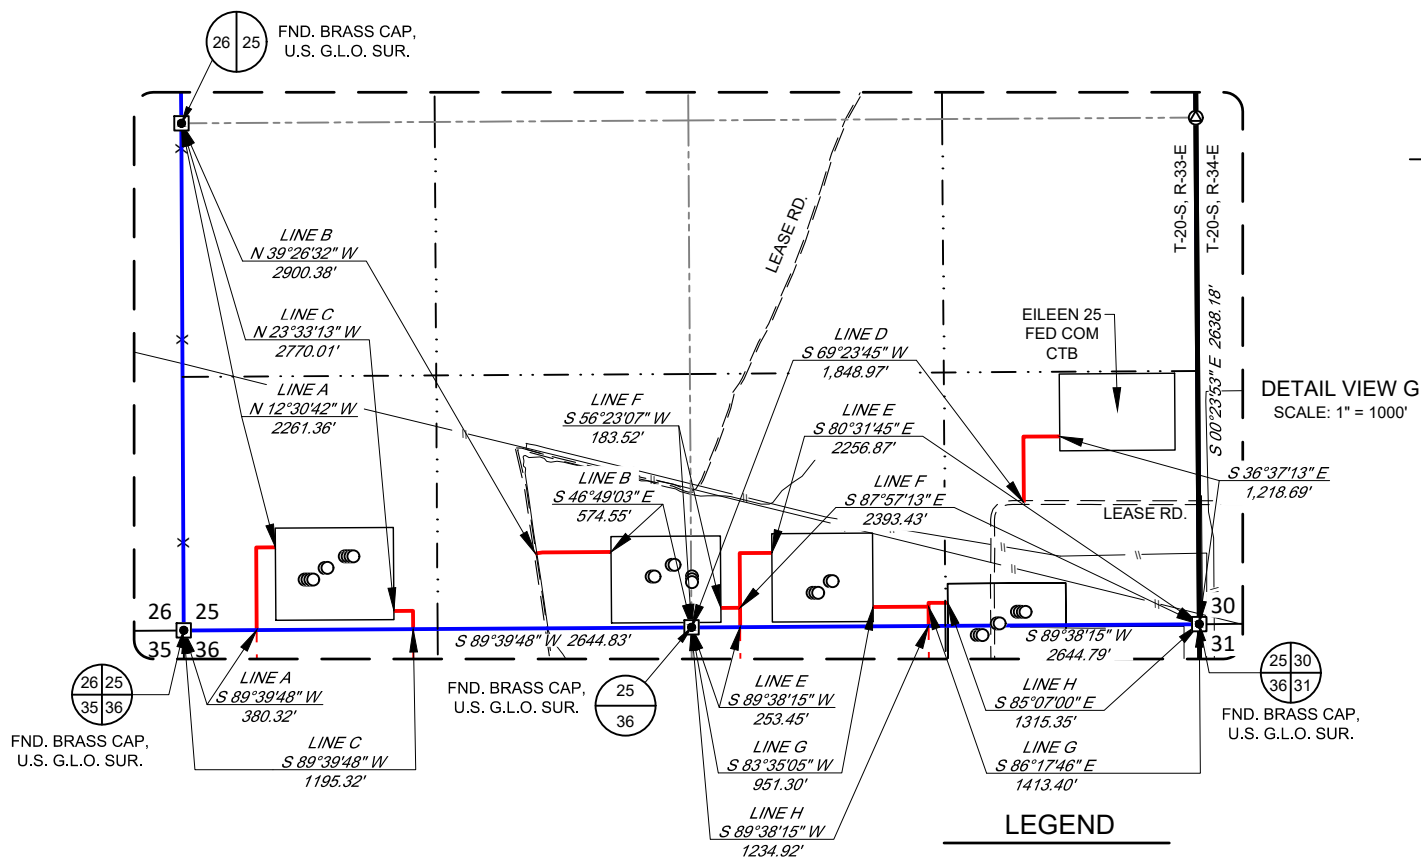 26 25
FND. BRASS CAP,
U.S. G.L.O. SUR.
T-20-S, R-33-E
T-20-S, R-34-E
LEASE RD.
LINE B
N 39°26'32" W
2900.38'
LINE C
N 23°33'13" W
2770.01'
LINE A
N 12°30'42" W
2261.36'
LINE F
S 56°23'07" W
183.52'
LINE B
S 46°49'03" E
574.55'
LINE D
S 69°23'45" W
1,848.97'
LINE E
S 80°31'45" E
2256.87'
LINE F
S 87°57'13" E
2393.43'
EILEEN 25
FED COM
CTB
S 00°23'53" E 2638.18'
DETAIL VIEW G
SCALE: 1" = 1000'
S 36°37'13" E
1,218.69'
LEASE RD.
26 25
35 36
30
31
S 89°39'48" W 2644.83'
S 89°38'15" W
2644.79'
26 25
35 36
FND. BRASS CAP,
U.S. G.L.O. SUR.
LINE A
S 89°39'48" W
380.32'
LINE C
S 89°39'48" W
1195.32'
FND. BRASS CAP,
U.S. G.L.O. SUR.
25
36
LINE E
S 89°38'15" W
253.45'
LINE G
S 83°35'05" W
951.30'
LINE H
S 89°38'15" W
1234.92'
LINE H
S 85°07'00" E
1315.35'
LINE G
S 86°17'46" E
1413.40'
25 30
36 31
FND. BRASS CAP,
U.S. G.L.O. SUR.
LEGEND